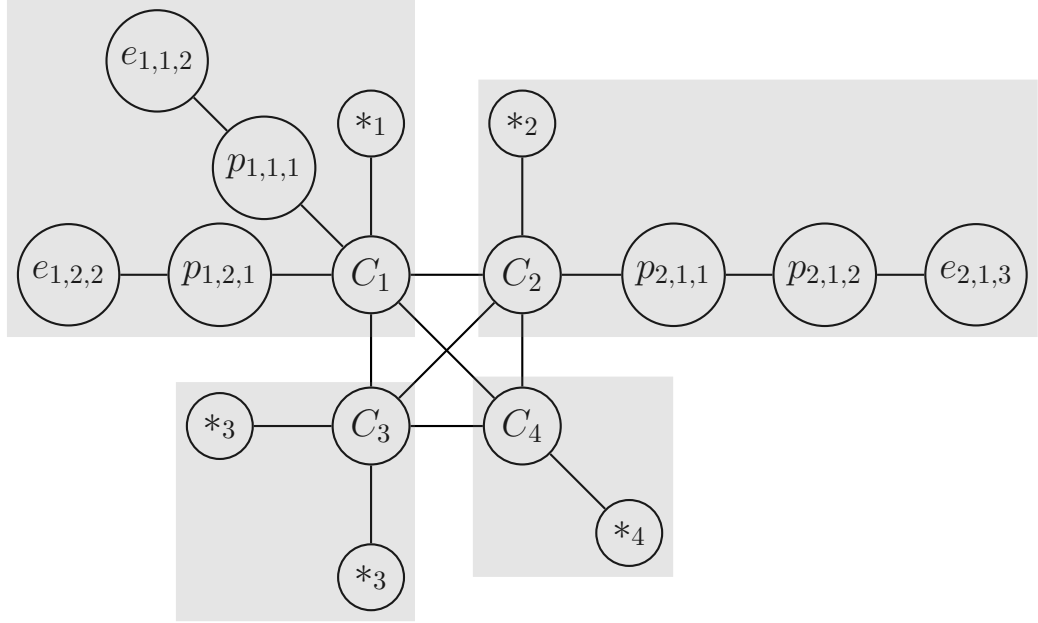 e1,1,2
*1
*2
p1,1,1
e1,2,2
p1,2,1
C1
C2
p2,1,1
p2,1,2
e2,1,3
*3
C3
C4
*4
*3